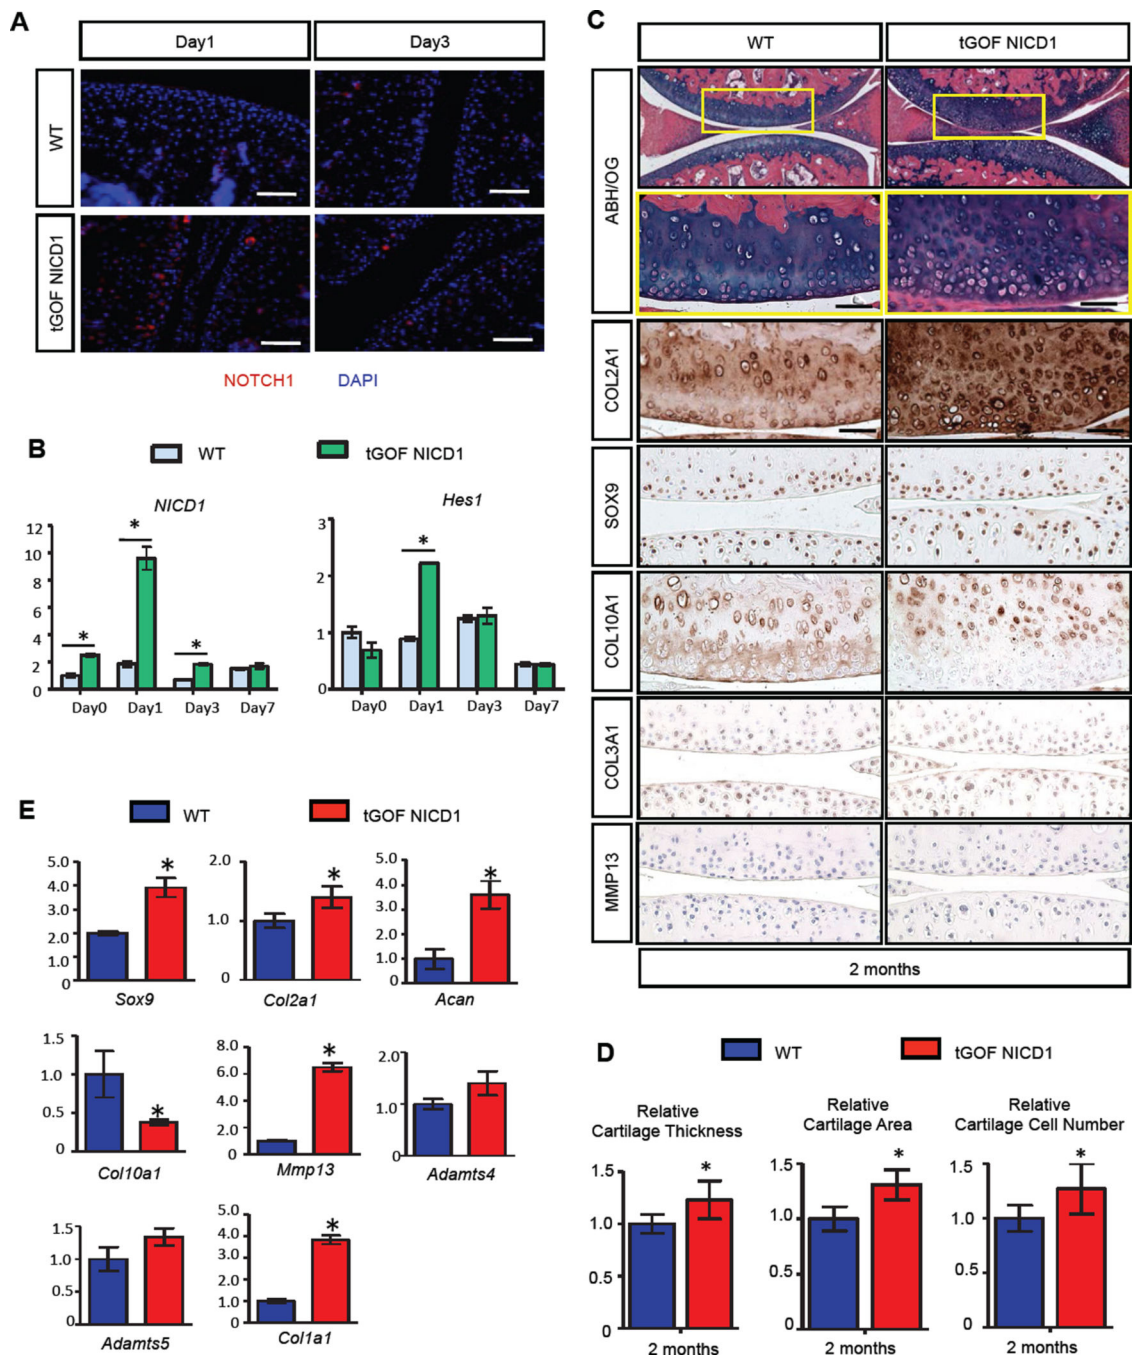 A
Day1 Day3
WT
tGOF NICD1
NOTCH1 DAPI
B
WT tGOF NICD1
NICD1
12
10
8
6
4
2
0
* * *
Day0 Day1 Day3 Day7
Hes1
3
2
1
0
*
Day0 Day1 Day3 Day7
C
WT tGOF NICD1
ABH/OG
COL2A1
SOX9
COL10A1
COL3A1
MMP13
2 months
D
WT tGOF NICD1
Relative
Cartilage Thickness
1.5
1.0
0.5
0
*
2 months
Relative
Cartilage Area
1.5
1.0
0.5
0
*
2 months
Relative
Cartilage Cell Number
1.5
1.0
0.5
0
*
2 months
E
WT tGOF NICD1
5.0
4.0
3.0
2.0
1.0
0
*
Sox9
2.0
1.0
0
*
Col2a1
5.0
4.0
3.0
2.0
1.0
0
*
Acan
1.5
1.0
0.5
0
*
Col10a1
8.0
6.0
4.0
2.0
1.0
0
*
Mmp13
2.0
1.0
0
Adamts4
1.5
1.0
0.5
0
Adamts5
5.0
4.0
3.0
2.0
1.0
0
*
Col1a1